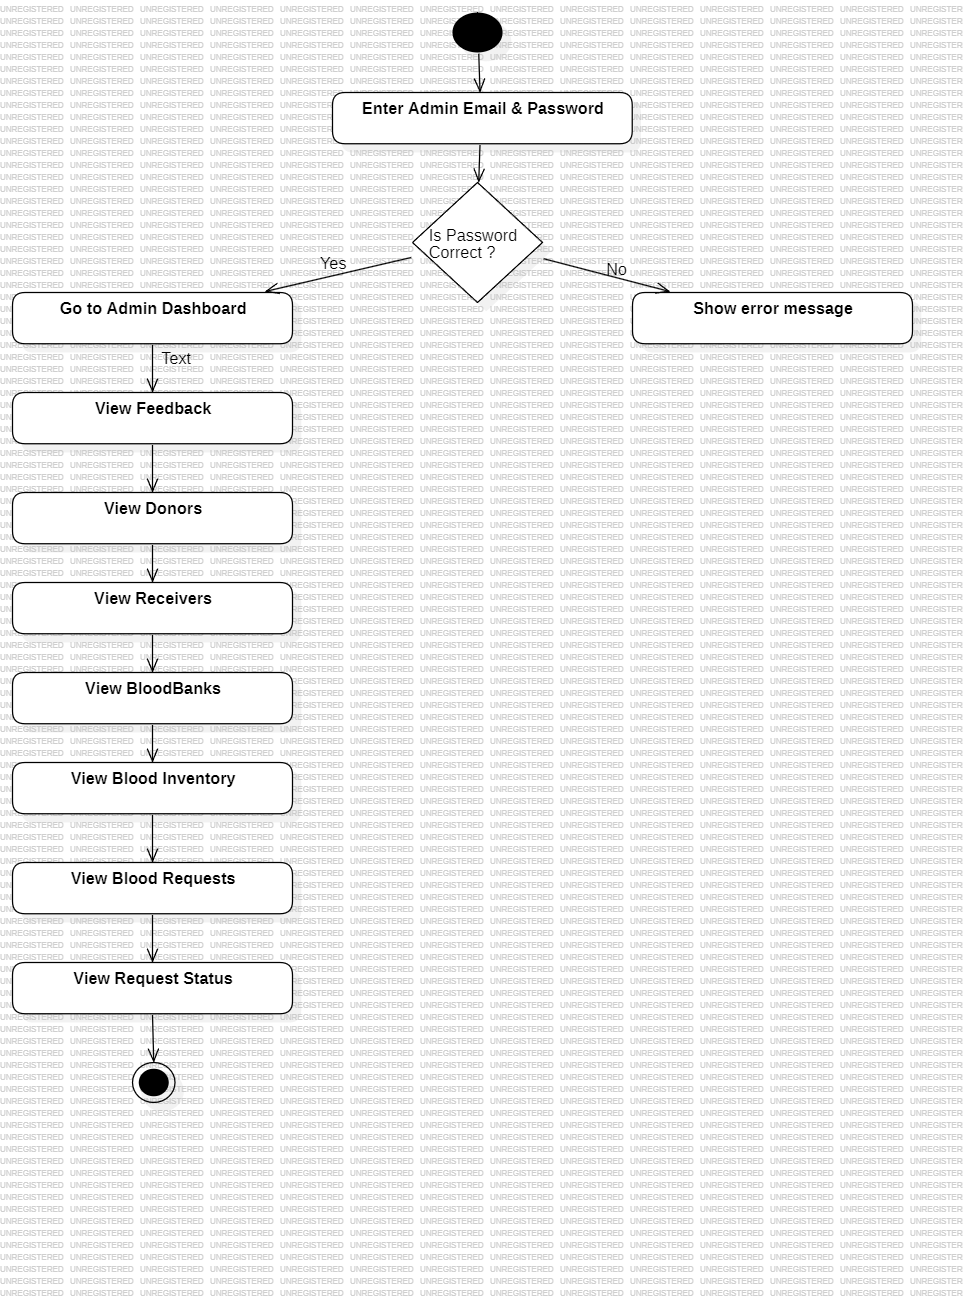 Enter Admin Email & Password
Is Password
Correct ?
Yes
No
Go to Admin Dashboard
Show error message
Text
View Feedback
View Donors
View Receivers
View BloodBanks
View Blood Inventory
View Blood Requests
View Request Status
UNREGISTERED